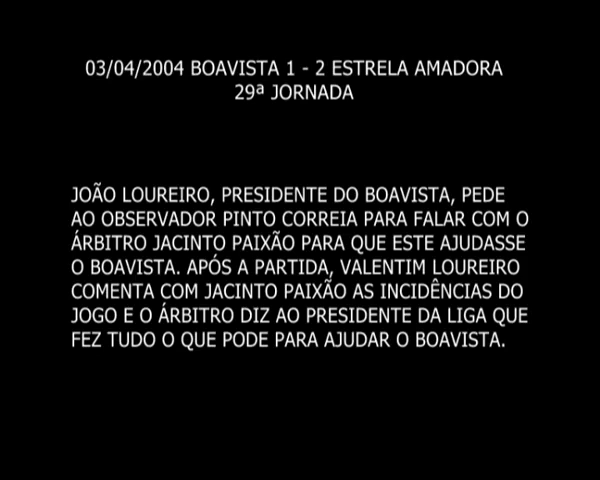 03/04/2004 BOAVISTA 1 - 2 ESTRELA AMADORA
29ª JORNADA
JOÃO LOUREIRO, PRESIDENTE DO BOAVISTA, PEDE
AO OBSERVADOR PINTO CORREIA PARA FALAR COM O
ÁRBITRO JACINTO PAIXÃO PARA QUE ESTE AJUDASSE
O BOAVISTA. APÓS A PARTIDA, VALENTIM LOUREIRO
COMENTA COM JACINTO PAIXÃO AS INCIDÊNCIAS DO
JOGO E O ÁRBITRO DIZ AO PRESIDENTE DA LIGA QUE
FEZ TUDO O QUE PODE PARA AJUDAR O BOAVISTA.